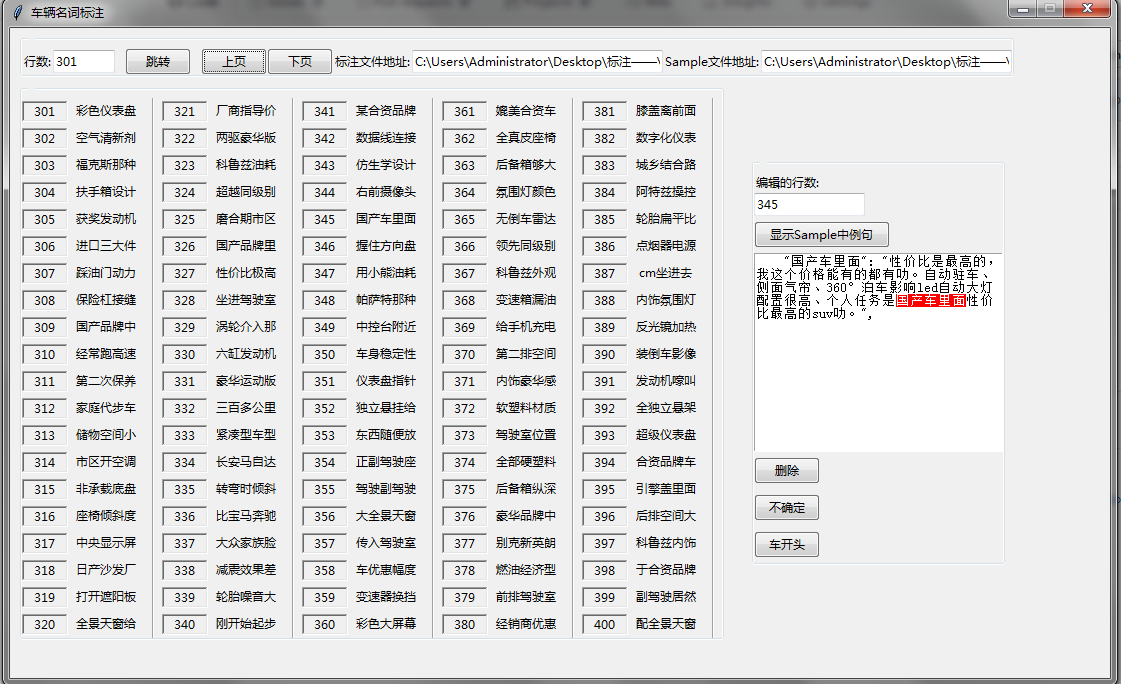 车辆名词标注
行数: 301 跳转 上页 下页 标注文件地址: C:\Users\Administrator\Desktop\标注——\ Sample文件地址: C:\Users\Administrator\Desktop\标注——\
301 彩色仪表盘 321 厂商指导价 341 某合资品牌 361 媲美合资车 381 膝盖离前面
302 空气清新剂 322 两驱豪华版 342 数据线连接 362 全真皮座椅 382 数字化仪表
303 福克斯那种 323 科鲁兹油耗 343 仿生学设计 363 后备箱够大 383 城乡结合路
304 扶手箱设计 324 超越同级别 344 右前摄像头 364 氛围灯颜色 384 阿特兹操控
305 获奖发动机 325 磨合期市区 345 国产车里面 365 无倒车雷达 385 轮胎扁平比
306 进口三大件 326 国产品牌里 346 握住方向盘 366 领先同级别 386 点烟器电源
307 踩油门动力 327 性价比极高 347 用小能油耗 367 科鲁兹外观 387 cm坐进去
308 保险杠接缝 328 坐进驾驶室 348 帕萨特那种 368 变速箱漏油 388 内饰氛围灯
309 国产品牌中 329 涡轮介入那 349 中控台附近 369 给手机充电 389 反光镜加热
310 经常跑高速 330 六缸发动机 350 车身稳定性 370 第二排空间 390 装倒车影像
311 第二次保养 331 豪华运动版 351 仪表盘指针 371 内饰豪华感 391 发动机嚎叫
312 家庭代步车 332 三百多公里 352 独立悬挂给 372 软塑料材质 392 全独立悬架
313 储物空间小 333 紧凑型车型 353 东西随便放 373 驾驶室位置 393 超级仪表盘
314 市区开空调 334 长安马自达 354 正副驾驶座 374 全部硬塑料 394 合资品牌车
315 非承载底盘 335 转弯时倾斜 355 驾驶副驾驶 375 后备箱纵深 395 引擎盖里面
316 座椅倾斜度 336 比宝马奔驰 356 大全景天窗 376 豪华品牌中 396 后排空间大
317 中央显示屏 337 大众家族脸 357 传入驾驶室 377 别克新英朗 397 科鲁兹内饰
318 日产沙发厂 338 减震效果差 358 车优惠幅度 378 燃油经济型 398 于合资品牌
319 打开遮阳板 339 轮胎噪音大 359 变速器换挡 379 前排驾驶室 399 副驾驶居然
320 全景天窗给 340 刚开始起步 360 彩色大屏幕 380 经销商优惠 400 配全景天窗
编辑的行数:
345
显示Sample中例句
"国产车里面": "性价比是最高的，
我这个价格能有的都有叻。自动驻车、
侧面气帘、360°泊车影响led自动大灯
配置很高、个人任务是国产车里面性价
比最高的suv叻。",
删除
不确定
车开头